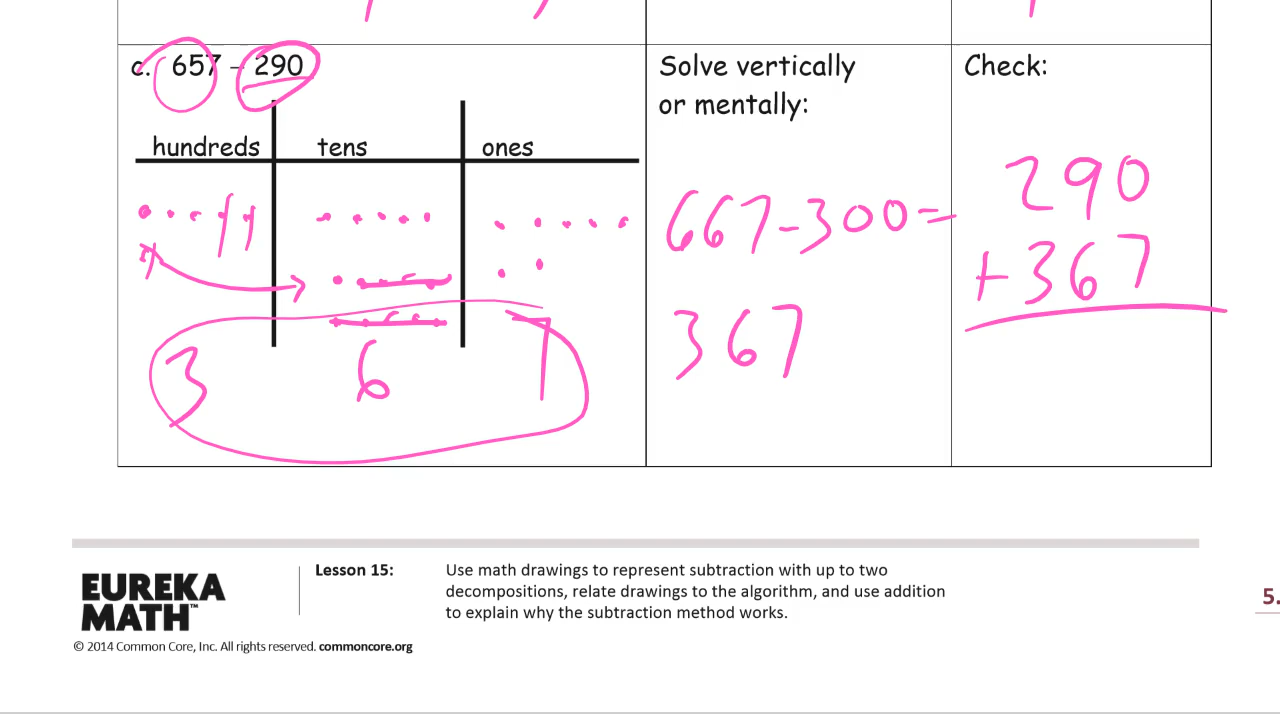 c. 657 – 290
hundreds tens ones
3 6 7
Solve vertically
or mentally:
667-300=
367
Check:
290
+367
EUREKA
MATH™
Lesson 15:
Use math drawings to represent subtraction with up to two
decompositions, relate drawings to the algorithm, and use addition
to explain why the subtraction method works.
© 2014 Common Core, Inc. All rights reserved. commoncore.org
5.